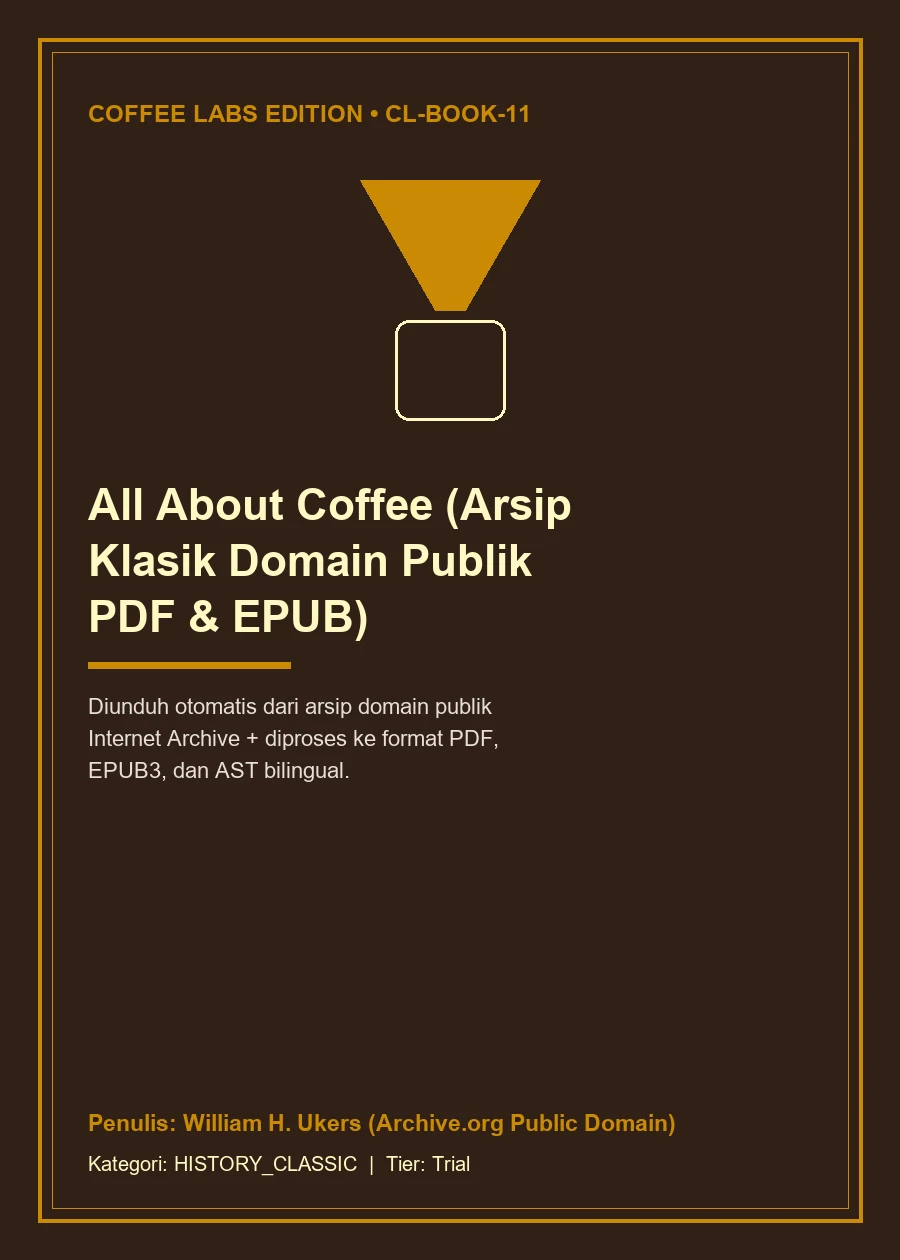 COFFEE LABS EDITION • CL-BOOK-11
All About Coffee (Arsip
Klasik Domain Publik
PDF & EPUB)
Diunduh otomatis dari arsip domain publik
Internet Archive + diproses ke format PDF,
EPUB3, dan AST bilingual.
Penulis: William H. Ukers (Archive.org Public Domain)
Kategori: HISTORY_CLASSIC | Tier: Trial